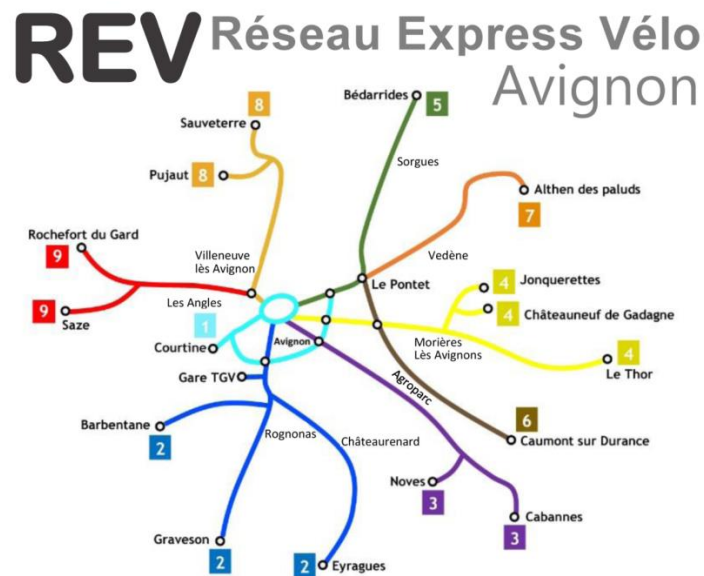 REV Réseau Express Vélo
Avignon
8
Sauveterre
Bédarrides
5
Pujaut
8
Sorgues
Althen des paluds
7
Rochefort du Gard
9
Villeneuve
lès Avignon
Vedène
Le Pontet
4
Jonquerettes
9
Saze
Les Angles
1
4
Châteauneuf de Gadagne
Courtine
Avignon
Morières
Lès Avignons
4
Le Thor
Gare TGV
Agroparc
Barbentane
2
Rognonas
Châteaurenard
6
Caumont sur Durance
Noves
3
Cabannes
3
Graveson
2
2
Eyragues